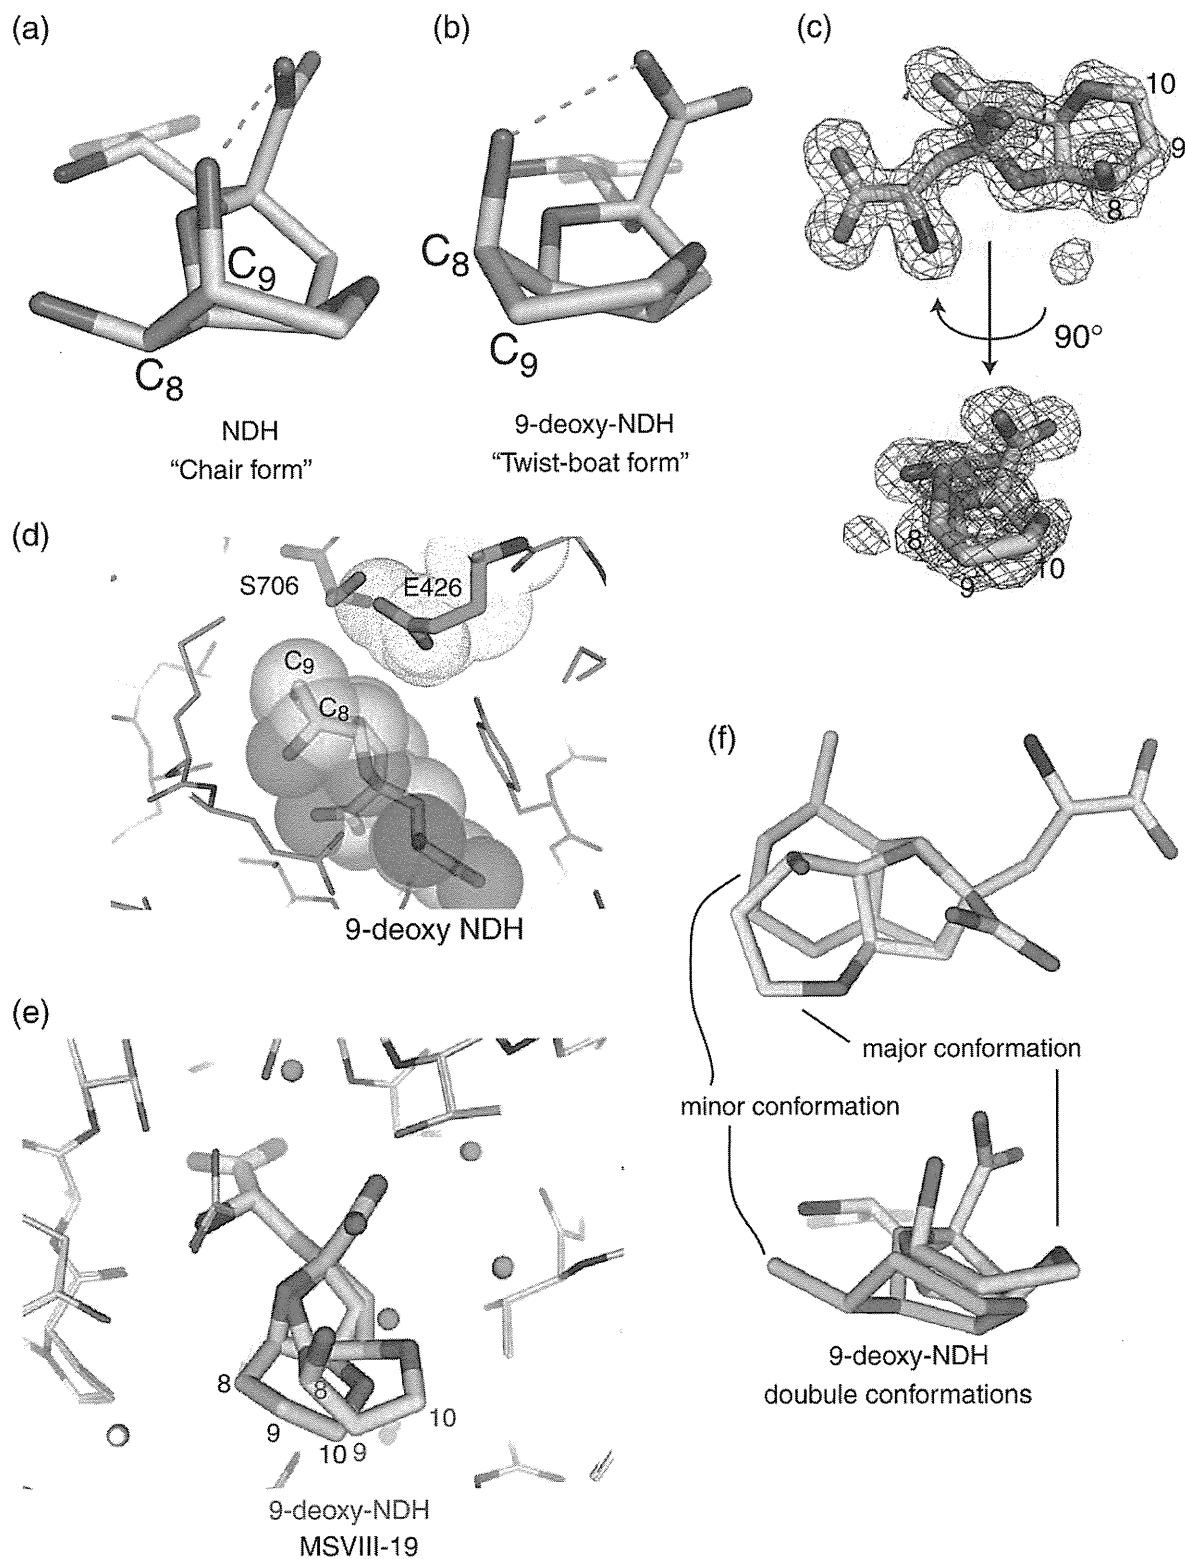 (a)
C9
C8
NDH
“Chair form”
(b)
C8
C9
9-deoxy-NDH
“Twist-boat form”
(c)
10
9
8
90°
8
9
10
(d)
S706
E426
C9
C8
9-deoxy NDH
(e)
8
8
9
10
9
10
9-deoxy-NDH
MSVIII-19
(f)
major conformation
minor conformation
9-deoxy-NDH
doubule conformations